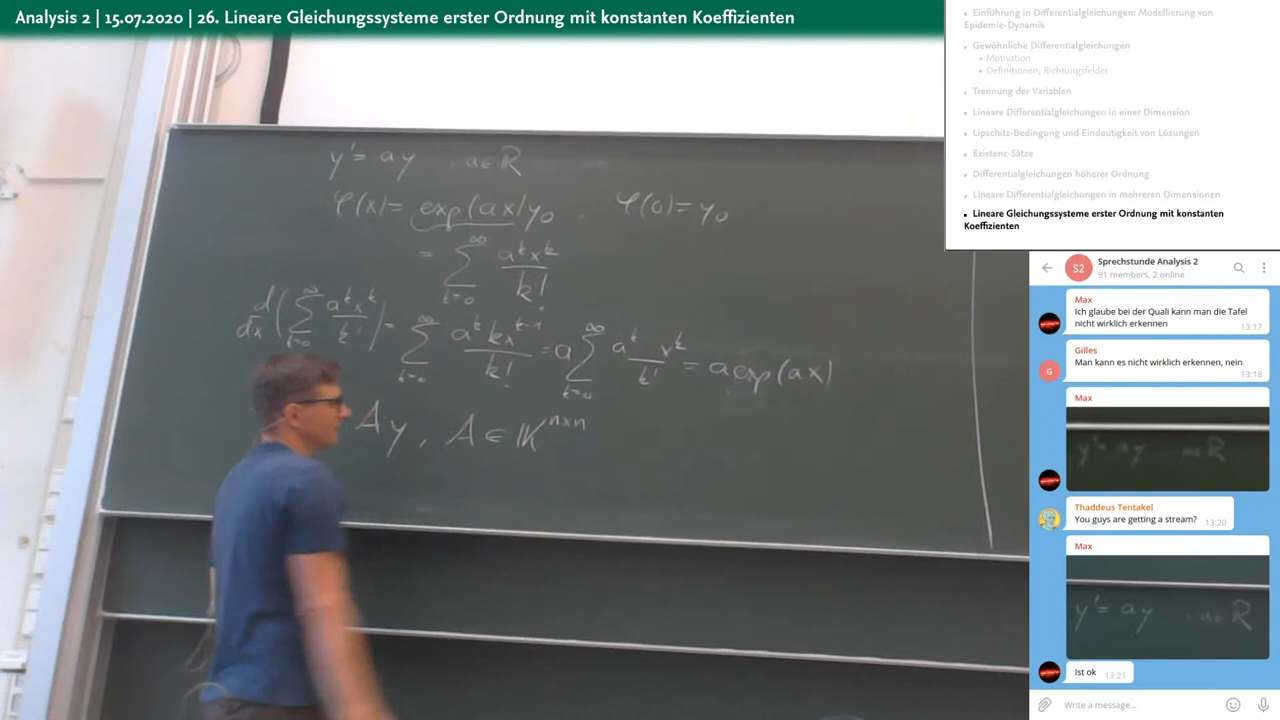 Analysis 2 | 15.07.2020 | 26. Lineare Gleichungssysteme erster Ordnung mit konstanten Koeffizienten
y' = ay . a∈ℝ
φ(x) = exp(ax)y₀ . φ(0) = y₀
= ∑_{k=0}^∞ a^k x^k / k!
d/dx (∑_{k=0}^∞ a^k x^k / k!) = ∑_{k=0}^∞ a^k k x^{k-1} / k! = a ∑_{k=0}^∞ a^k x^k / k! = a exp(ax)
Ay , A ∈ 𝕂^{n×n}
▪ Einführung in Differentialgleichungen: Modellierung von
Epidemie-Dynamik
▪ Gewöhnliche Differentialgleichungen
▪ Motivation
▪ Definitionen, Richtungsfelder
▪ Trennung der Variablen
▪ Lineare Differentialgleichungen in einer Dimension
▪ Lipschitz-Bedingung und Eindeutigkeit von Lösungen
▪ Existenz-Sätze
▪ Differentialgleichungen höherer Ordnung
▪ Lineare Differentialgleichungen in mehreren Dimensionen
▪ Lineare Gleichungssysteme erster Ordnung mit konstanten
Koeffizienten
S2
Sprechstunde Analysis 2
91 members, 2 online
Max
Ich glaube bei der Quali kann man die Tafel
nicht wirklich erkennen
13:17
Gilles
G
Man kann es nicht wirklich erkennen, nein
13:18
Max
y' = ay a∈ℝ
Thaddeus Tentakel
You guys are getting a stream? 13:20
Max
y' = ay . a∈ℝ
Ist ok 13:21
Write a message...